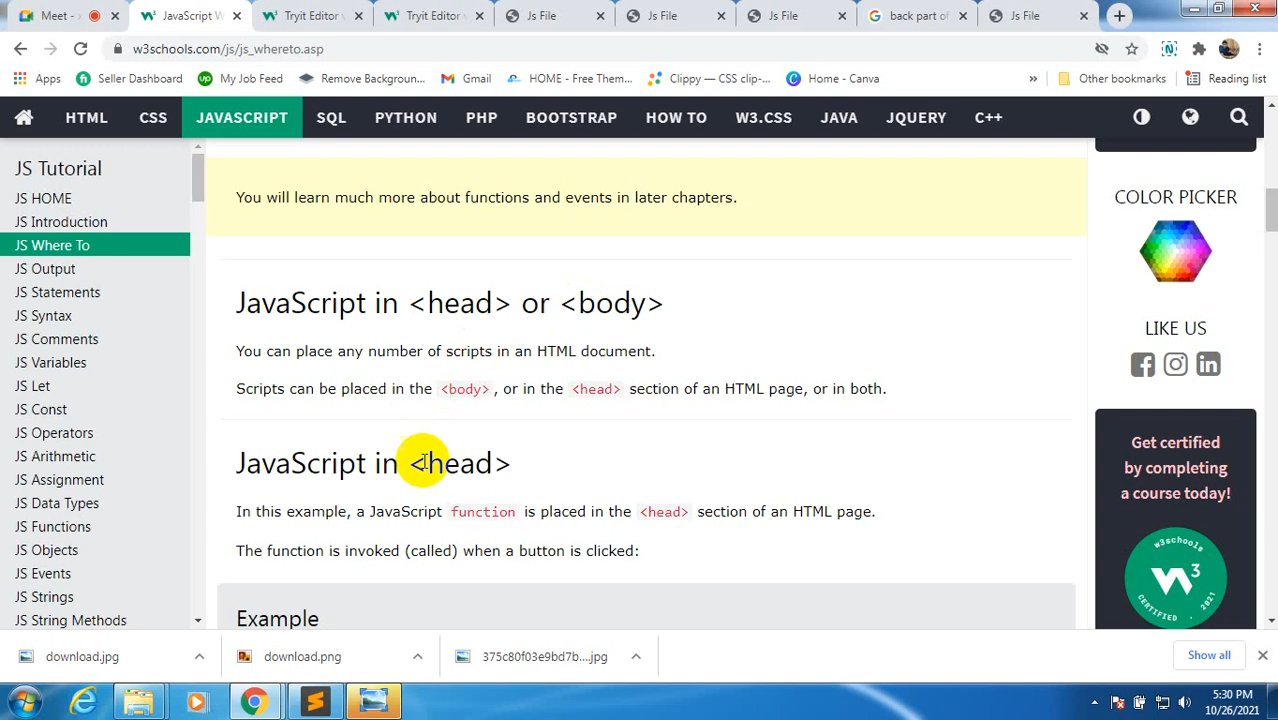 Meet - x
JavaScript W
Tryit Editor v
Tryit Editor v
Js File
Js File
Js File
back part of
Js File
w3schools.com/js/js_whereto.asp
Apps
Seller Dashboard
My Job Feed
Remove Backgroun...
Gmail
HOME - Free Them...
Clippy — CSS clip-...
Home - Canva
»
Other bookmarks
Reading list
HTML
CSS
JAVASCRIPT
SQL
PYTHON
PHP
BOOTSTRAP
HOW TO
W3.CSS
JAVA
JQUERY
C++
JS Tutorial
JS HOME
JS Introduction
JS Where To
JS Output
JS Statements
JS Syntax
JS Comments
JS Variables
JS Let
JS Const
JS Operators
JS Arithmetic
JS Assignment
JS Data Types
JS Functions
JS Objects
JS Events
JS Strings
JS String Methods
You will learn much more about functions and events in later chapters.
JavaScript in <head> or <body>
You can place any number of scripts in an HTML document.
Scripts can be placed in the <body>, or in the <head> section of an HTML page, or in both.
JavaScript in <head>
In this example, a JavaScript function is placed in the <head> section of an HTML page.
The function is invoked (called) when a button is clicked:
Example
COLOR PICKER
LIKE US
Get certified
by completing
a course today!
w3schools
W3
CERTIFIED . 2021
download.jpg
download.png
375c80f03e9bd7b....jpg
Show all
5:30 PM
10/26/2021